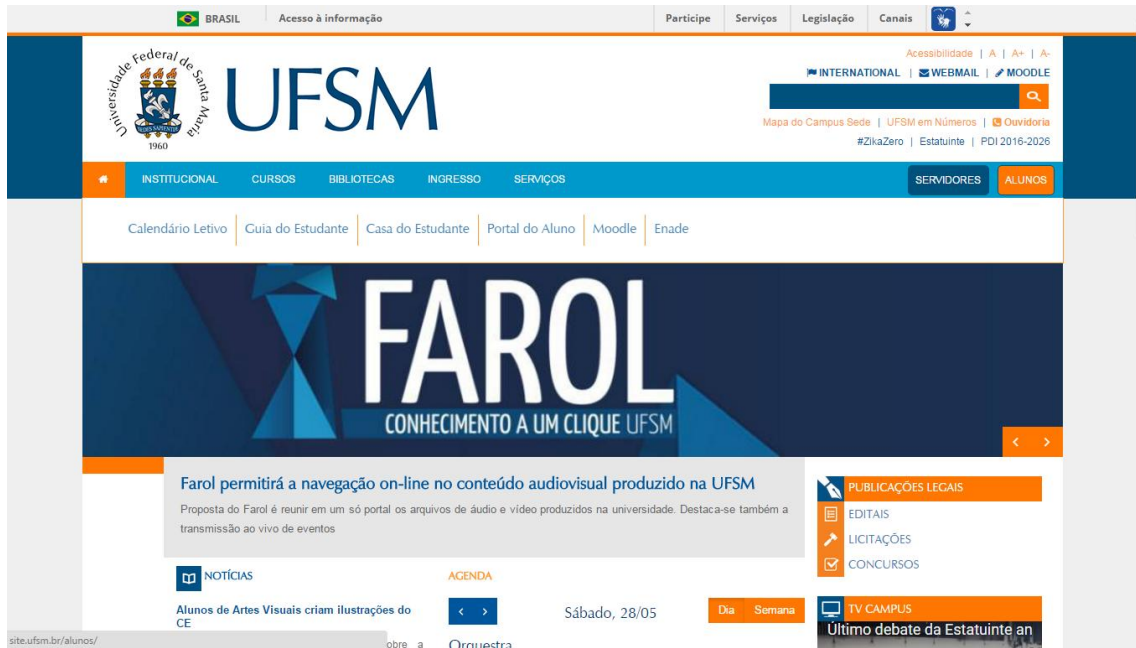 BRASIL Acesso à informação Participe Serviços Legislação Canais
Acessibilidade | A | A+ | A-
INTERNATIONAL | WEBMAIL | MOODLE
Universidade Federal de Santa Maria
SEDES SAPIENTIAE
1960
UFSM
Mapa do Campus Sede | UFSM em Números | Ouvidoria
#ZikaZero | Estatuinte | PDI 2016-2026
INSTITUCIONAL CURSOS BIBLIOTECAS INGRESSO SERVIÇOS SERVIDORES ALUNOS
Calendário Letivo Guia do Estudante Casa do Estudante Portal do Aluno Moodle Enade
FAROL
CONHECIMENTO A UM CLIQUE UFSM
Farol permitirá a navegação on-line no conteúdo audiovisual produzido na UFSM
Proposta do Farol é reunir em um só portal os arquivos de áudio e vídeo produzidos na universidade. Destaca-se também a
transmissão ao vivo de eventos
PUBLICAÇÕES LEGAIS
EDITAIS
LICITAÇÕES
CONCURSOS
NOTÍCIAS
Alunos de Artes Visuais criam ilustrações do
CE
obre a
AGENDA
Sábado, 28/05 Dia Semana
Orquestra
TV CAMPUS
Último debate da Estatuinte an
site.ufsm.br/alunos/